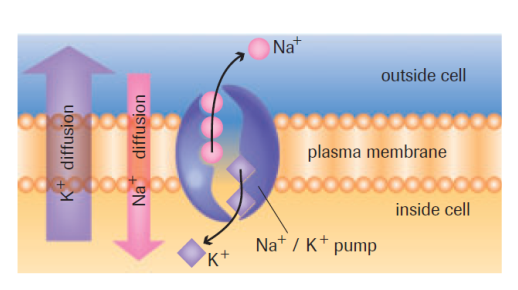 Na⁺
outside cell
K⁺ diffusion
Na⁺ diffusion
plasma membrane
inside cell
Na⁺ / K⁺ pump
K⁺